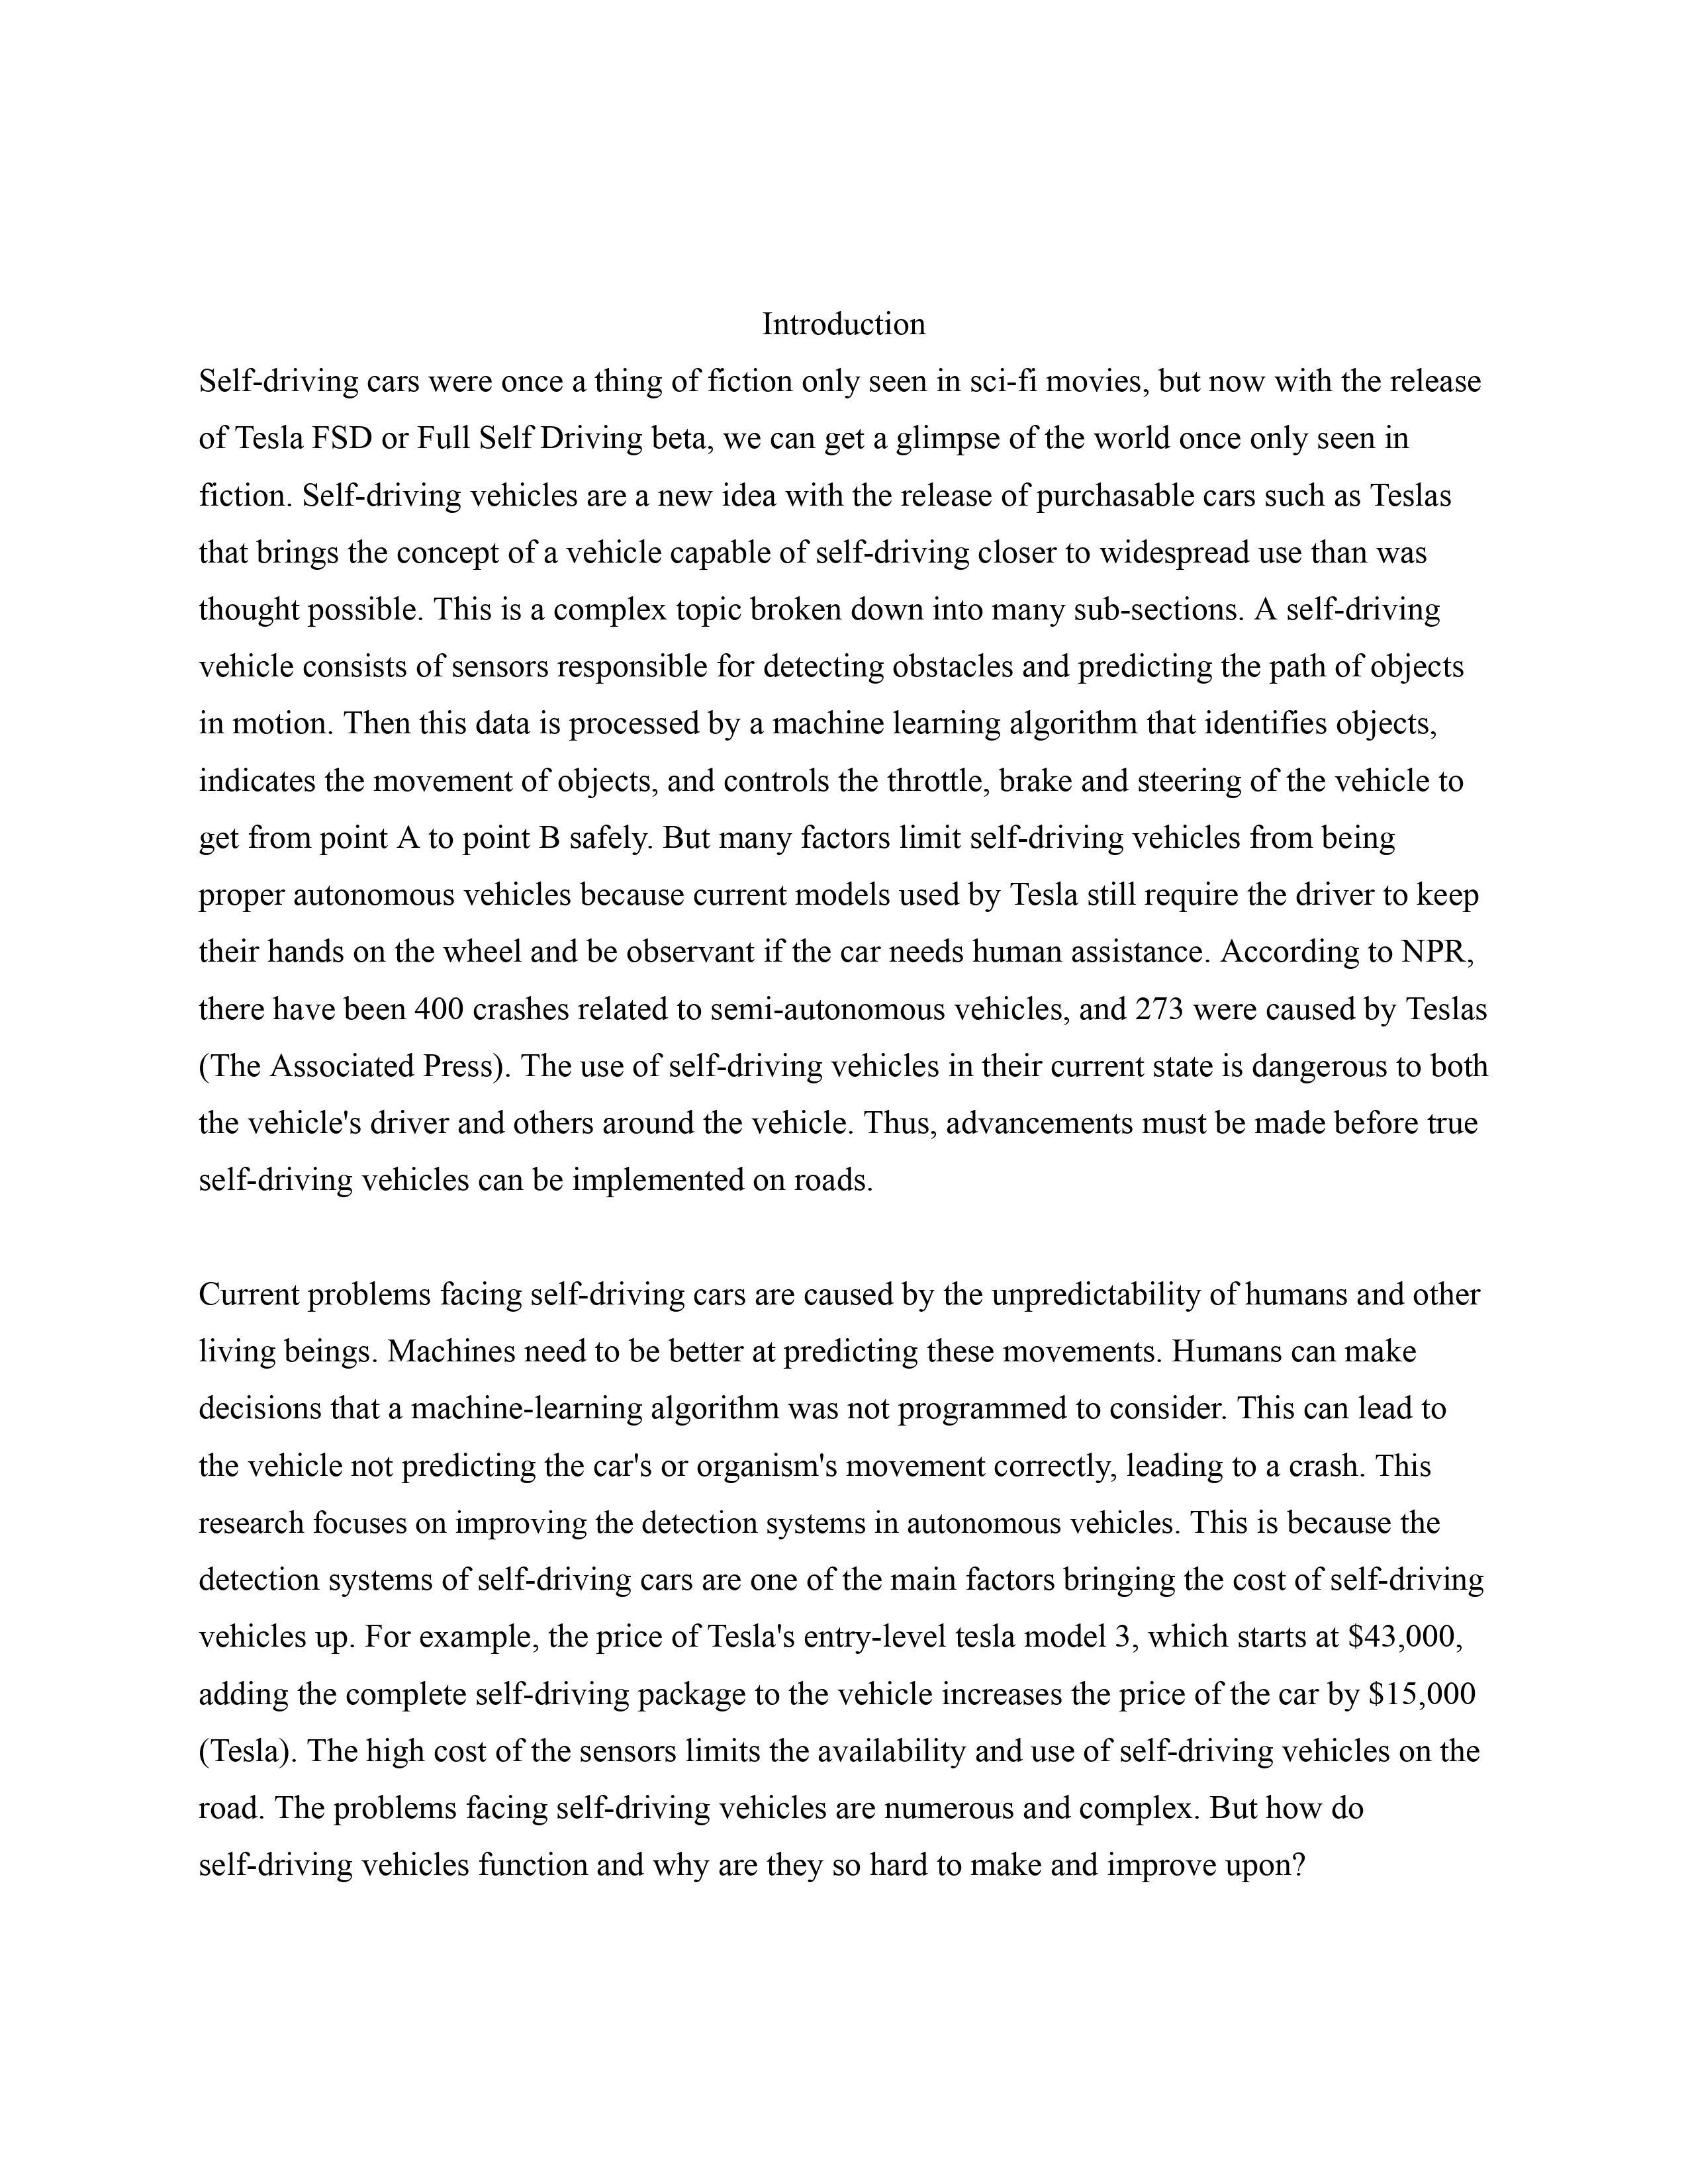 Introduction
Self-driving cars were once a thing of fiction only seen in sci-fi movies, but now with the release
of Tesla FSD or Full Self Driving beta, we can get a glimpse of the world once only seen in
fiction. Self-driving vehicles are a new idea with the release of purchasable cars such as Teslas
that brings the concept of a vehicle capable of self-driving closer to widespread use than was
thought possible. This is a complex topic broken down into many sub-sections. A self-driving
vehicle consists of sensors responsible for detecting obstacles and predicting the path of objects
in motion. Then this data is processed by a machine learning algorithm that identifies objects,
indicates the movement of objects, and controls the throttle, brake and steering of the vehicle to
get from point A to point B safely. But many factors limit self-driving vehicles from being
proper autonomous vehicles because current models used by Tesla still require the driver to keep
their hands on the wheel and be observant if the car needs human assistance. According to NPR,
there have been 400 crashes related to semi-autonomous vehicles, and 273 were caused by Teslas
(The Associated Press). The use of self-driving vehicles in their current state is dangerous to both
the vehicle's driver and others around the vehicle. Thus, advancements must be made before true
self-driving vehicles can be implemented on roads.
Current problems facing self-driving cars are caused by the unpredictability of humans and other
living beings. Machines need to be better at predicting these movements. Humans can make
decisions that a machine-learning algorithm was not programmed to consider. This can lead to
the vehicle not predicting the car's or organism's movement correctly, leading to a crash. This
research focuses on improving the detection systems in autonomous vehicles. This is because the
detection systems of self-driving cars are one of the main factors bringing the cost of self-driving
vehicles up. For example, the price of Tesla's entry-level tesla model 3, which starts at $43,000,
adding the complete self-driving package to the vehicle increases the price of the car by $15,000
(Tesla). The high cost of the sensors limits the availability and use of self-driving vehicles on the
road. The problems facing self-driving vehicles are numerous and complex. But how do
self-driving vehicles function and why are they so hard to make and improve upon?